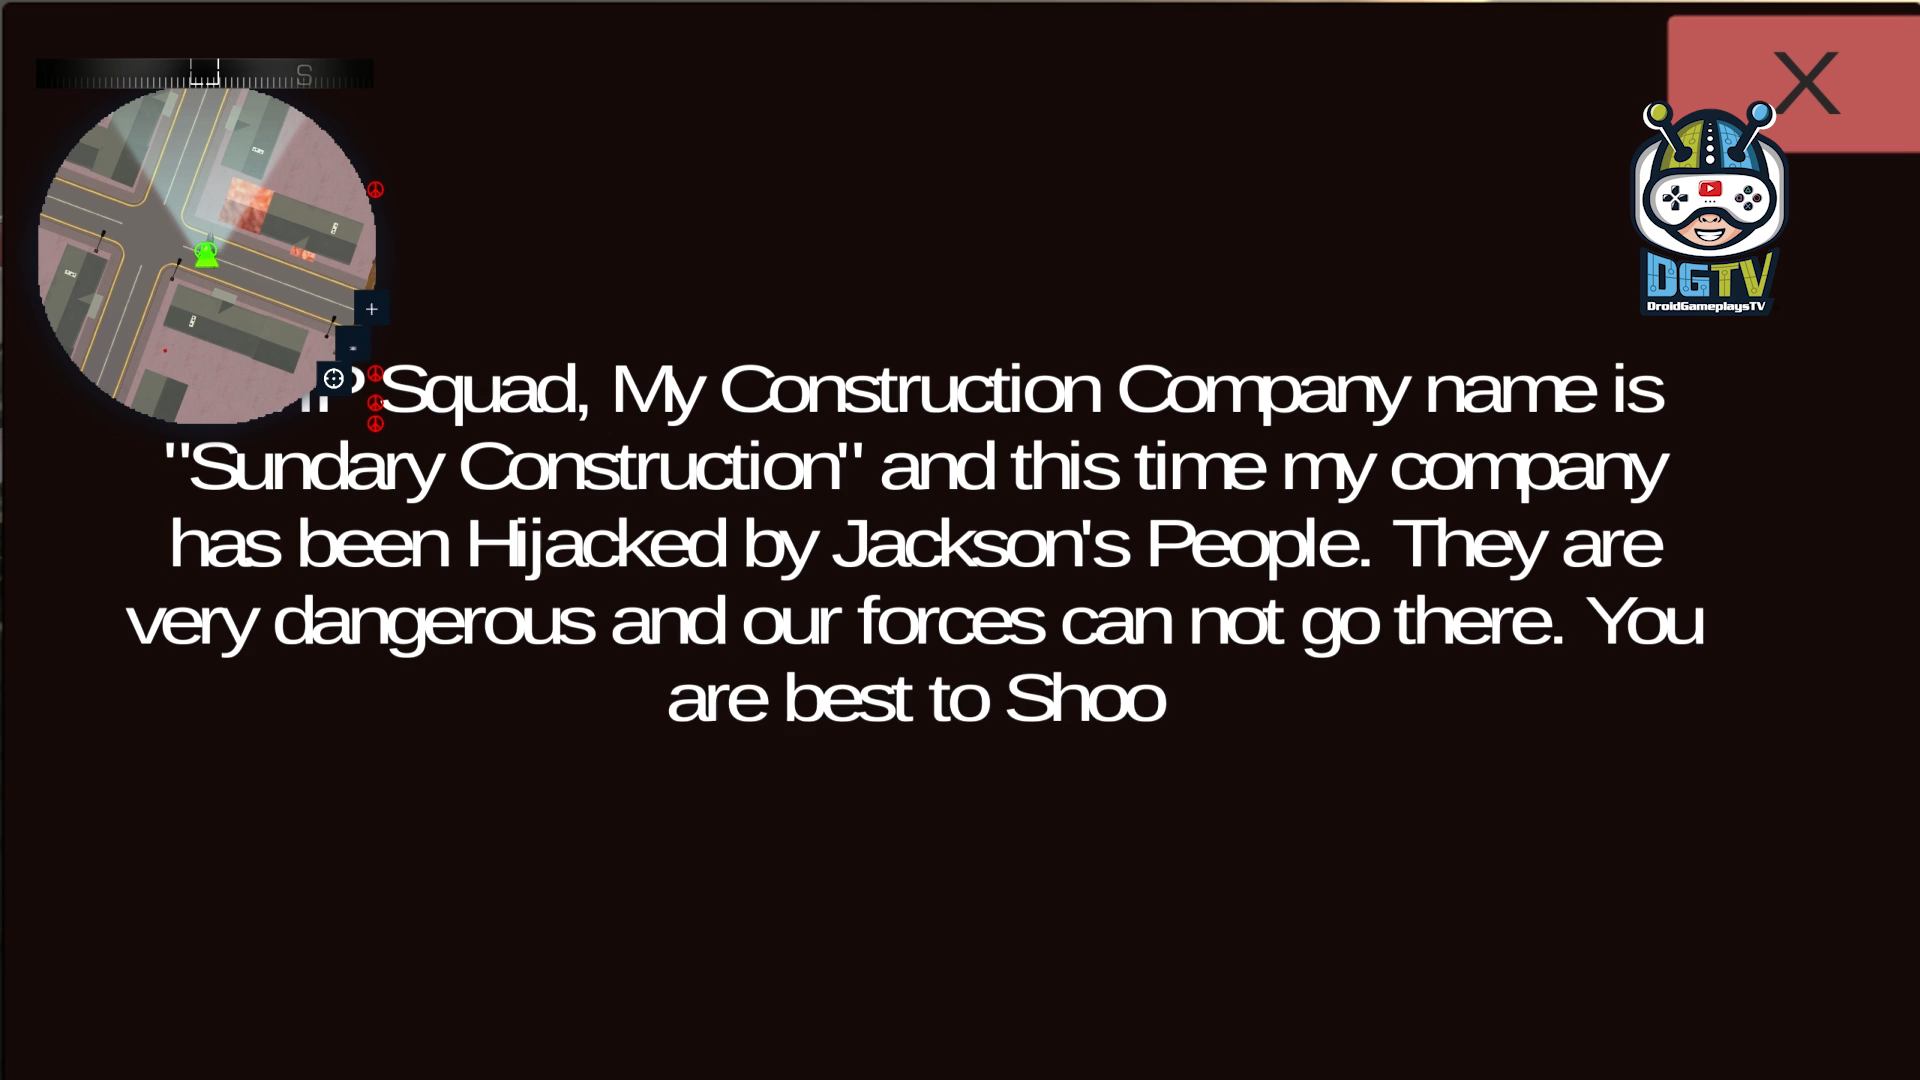 S
X
DGTV
DroidGameplaysTV
Squad, My Construction Company name is
"Sundary Construction" and this time my company
has been Hijacked by Jackson's People. They are
very dangerous and our forces can not go there. You
are best to Shoo